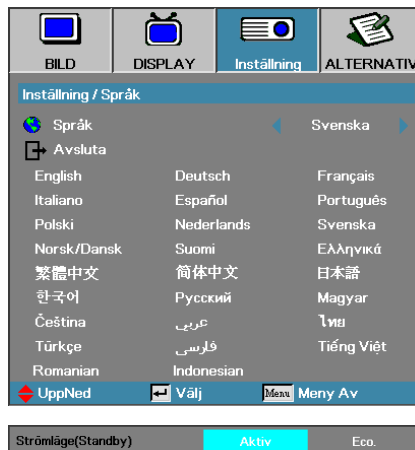 BILD DISPLAY Inställning ALTERNATIV
Inställning / Språk
Språk Svenska
Avsluta
English Deutsch Français
Italiano Español Português
Polski Nederlands Svenska
Norsk/Dansk Suomi Ελληνικά
繁體中文 简体中文 日本語
한국어 Русский Magyar
Čeština عربي ไทย
Türkçe فارسی Tiếng Việt
Romanian Indonesian
UppNed Välj Menu Meny Av
Strömläge(Standby) Aktiv Eco.